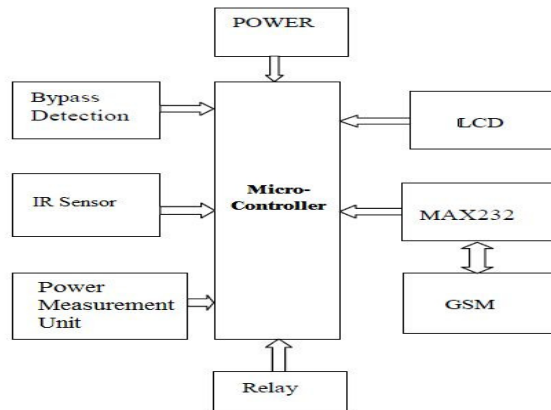 POWER
Bypass
Detection
LCD
IR Sensor
Micro-
Controller
MAX232
Power
Measurement
Unit
GSM
Relay